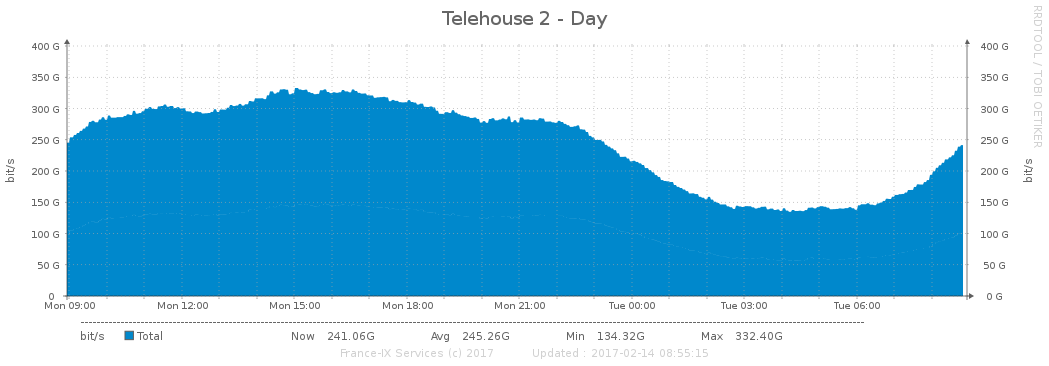 Telehouse 2 - Day
RRDTOOL / TOBI OETIKER
400 G 400 G
350 G 350 G
300 G 300 G
250 G 250 G
200 G 200 G
150 G 150 G
100 G 100 G
50 G 50 G
0 0 G
bit/s bit/s
Mon 09:00 Mon 12:00 Mon 15:00 Mon 18:00 Mon 21:00 Tue 00:00 Tue 03:00 Tue 06:00
bit/s Total Now 241.06G Avg 245.26G Min 134.32G Max 332.40G
France-IX Services (c) 2017 Updated : 2017-02-14 08:55:15